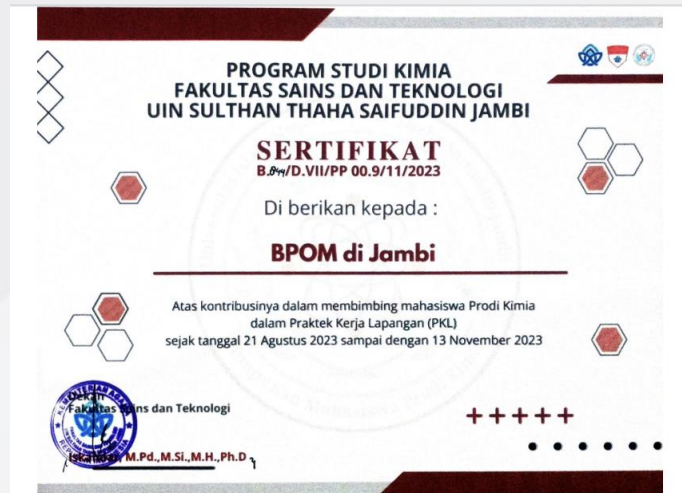 PROGRAM STUDI KIMIA
FAKULTAS SAINS DAN TEKNOLOGI
UIN SULTHAN THAHA SAIFUDDIN JAMBI
SERTIFIKAT
B.844/D.VII/PP 00.9/11/2023
Di berikan kepada :
BPOM di Jambi
Atas kontribusinya dalam membimbing mahasiswa Prodi Kimia
dalam Praktek Kerja Lapangan (PKL)
sejak tanggal 21 Agustus 2023 sampai dengan 13 November 2023
Dekan
Fakultas Sains dan Teknologi
Iskandar, M.Pd.,M.Si.,M.H.,Ph.D